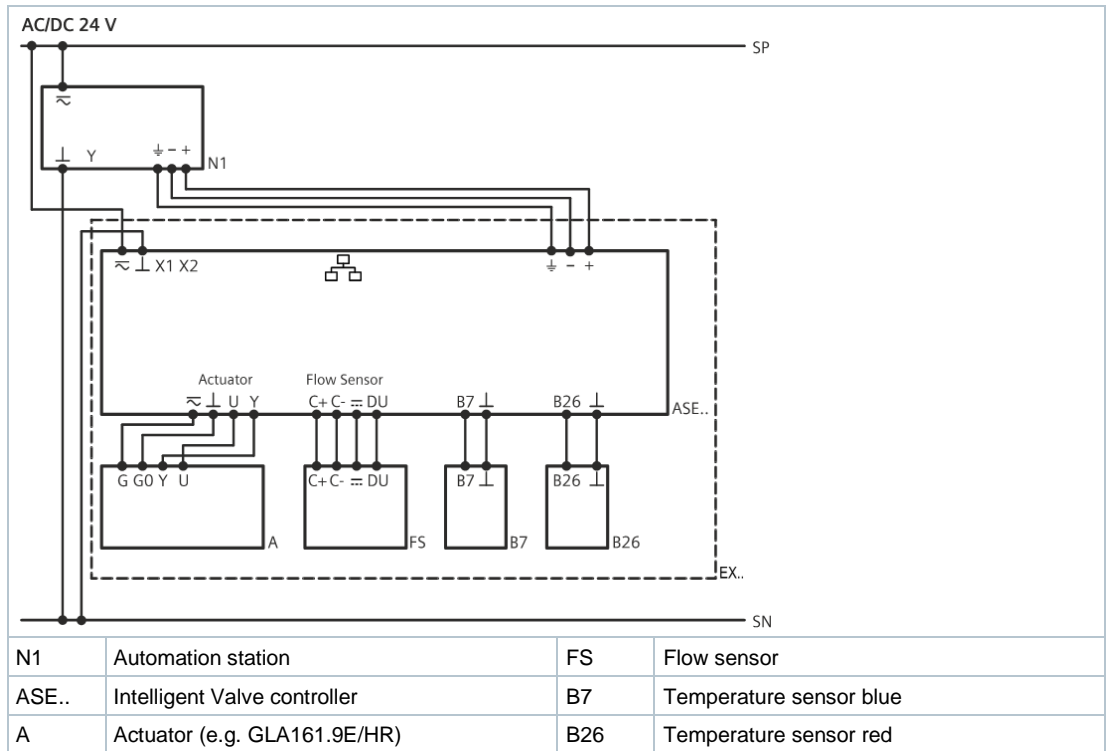 AC/DC 24 V
SP
⏦
⊥ Y ⏚ − +
N1
⏦ ⊥ X1 X2 ⏚ − +
Actuator Flow Sensor
⏦ ⊥ U Y C+ C- ⎓ DU B7 ⊥ B26 ⊥
ASE..
G G0 Y U C+ C- ⎓ DU B7 ⊥ B26 ⊥
A FS B7 B26
EX..
SN
N1 Automation station FS Flow sensor
ASE.. Intelligent Valve controller B7 Temperature sensor blue
A Actuator (e.g. GLA161.9E/HR) B26 Temperature sensor red